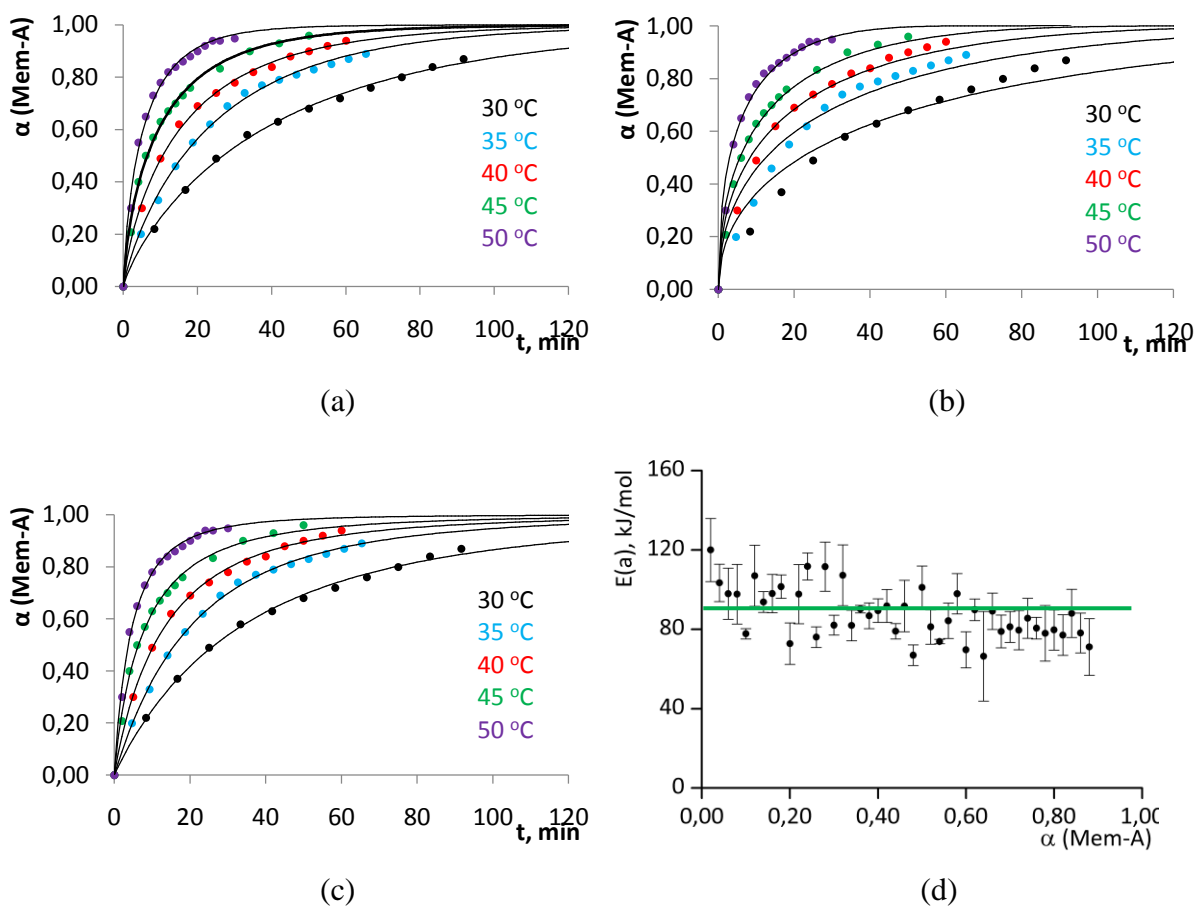 α (Mem-A)
1,00
0,80
0,60
0,40
0,20
0,00
30 °C
35 °C
40 °C
45 °C
50 °C
0 20 40 60 80 100 120
t, min
(a)
α (Mem-A)
1,00
0,80
0,60
0,40
0,20
0,00
30 °C
35 °C
40 °C
45 °C
50 °C
0 20 40 60 80 100 120
t, min
(b)
α (Mem-A)
1,00
0,80
0,60
0,40
0,20
0,00
30 °C
35 °C
40 °C
45 °C
50 °C
0 20 40 60 80 100 120
t, min
(c)
E(a), kJ/mol
160
120
80
40
0
0,00 0,20 0,40 0,60 0,80 1,00
α (Mem-A)
(d)